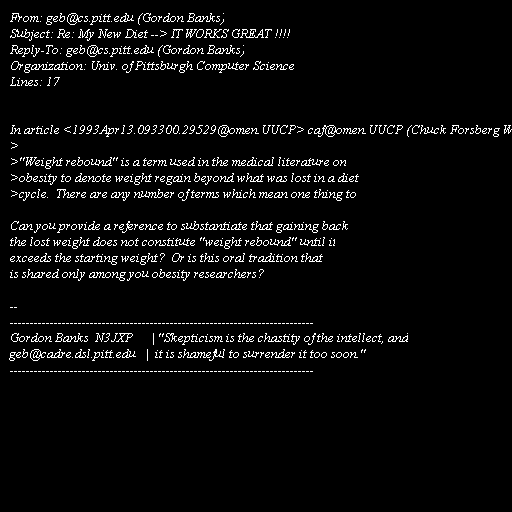 From: geb@cs.pitt.edu (Gordon Banks)
Subject: Re: My New Diet --> IT WORKS GREAT !!!!
Reply-To: geb@cs.pitt.edu (Gordon Banks)
Organization: Univ. of Pittsburgh Computer Science
Lines: 17

In article <1993Apr13.093300.29529@omen.UUCP> caf@omen.UUCP (Chuck Forsberg W
>
>"Weight rebound" is a term used in the medical literature on
>obesity to denote weight regain beyond what was lost in a diet
>cycle.  There are any number of terms which mean one thing to

Can you provide a reference to substantiate that gaining back
the lost weight does not constitute "weight rebound" until it
exceeds the starting weight?  Or is this oral tradition that
is shared only among you obesity researchers?

--
----------------------------------------------------------------------------
Gordon Banks  N3JXP      | "Skepticism is the chastity of the intellect, and
geb@cadre.dsl.pitt.edu   |  it is shameful to surrender it too soon."
----------------------------------------------------------------------------